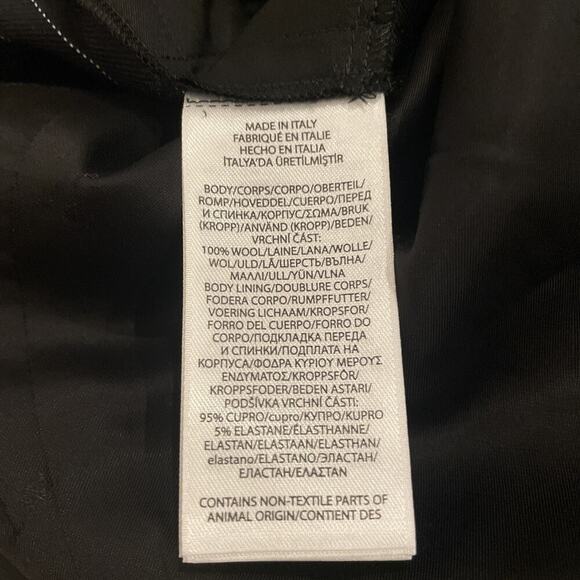 MADE IN ITALY
FABRIQUÉ EN ITALIE
HECHO EN ITALIA
İTALYA'DA ÜRETİLMİŞTİR
BODY/CORPS/CORPO/OBERTEIL/
ROMP/HOVEDDEL/CUERPO/ПЕРЕД
И СПИНКА/КОРПУС/ΣΩΜΑ/BRUK
(KROPP)/ANVÄND (KROPP)/BEDEN/
VRCHNÍ ČÁST:
100% WOOL/LAINE/LANA/WOLLE/
WOL/ULD/LÃ/ШЕРСТЬ/ВЪЛНА/
ΜΑΛΛΙ/ULL/YÜN/VLNA
BODY LINING/DOUBLURE CORPS/
FODERA CORPO/RUMPFFUTTER/
VOERING LICHAAM/KROPSFOR/
FORRO DEL CUERPO/FORRO DO
CORPO/ПОДКЛАДКА ПЕРЕДА
И СПИНКИ/ПОДПЛАТА НА
КОРПУСА/ΦΟΔΡΑ ΚΥΡΙΟΥ ΜΕΡΟΥΣ
ΕΝΔΥΜΑΤΟΣ/KROPPSFÔR/
KROPPSFODER/BEDEN ASTARI/
PODŠÍVKA VRCHNÍ ČÁSTI:
95% CUPRO/cupro/КУПРО/KUPRO
5% ELASTANE/ÉLASTHANNE/
ELASTAN/ELASTAAN/ELASTHAN/
elastano/ELASTANO/ЭЛАСТАН/
ЕЛАСТАН/ΕΛΑΣΤΑΝ
CONTAINS NON-TEXTILE PARTS OF
ANIMAL ORIGIN/CONTIENT DES